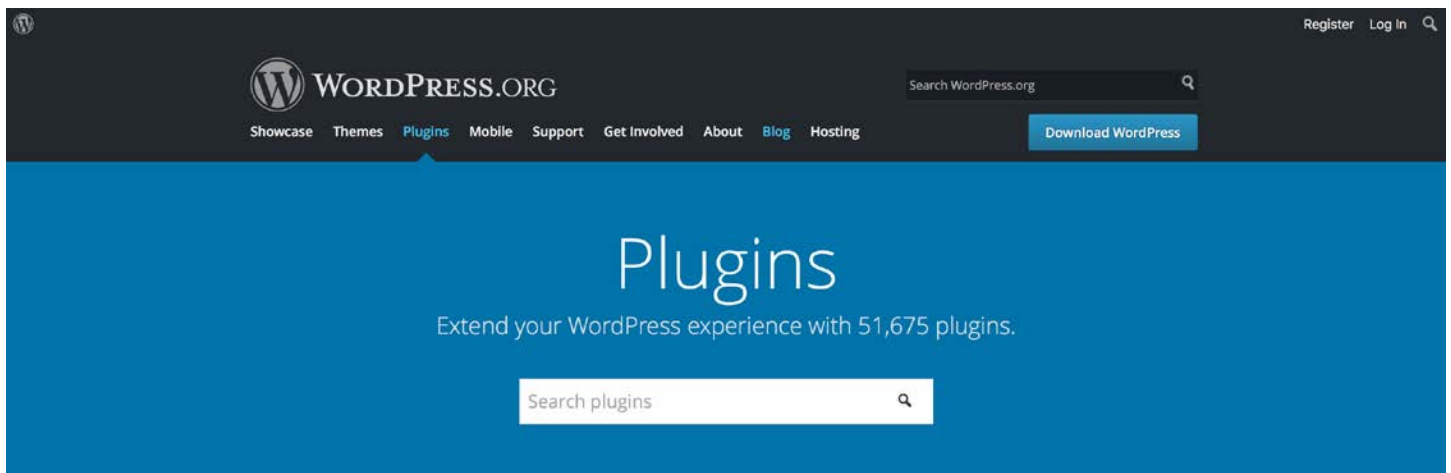 Register Log In
WORDPRESS.ORG
Search WordPress.org
Showcase Themes Plugins Mobile Support Get Involved About Blog Hosting
Download WordPress
Plugins
Extend your WordPress experience with 51,675 plugins.
Search plugins